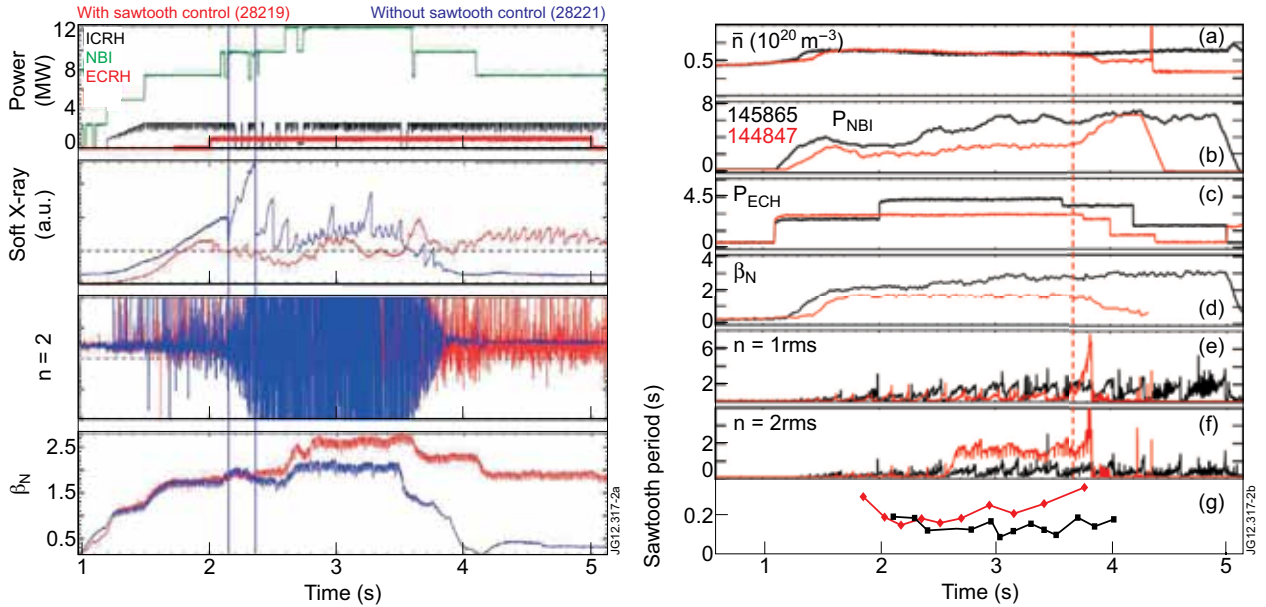 With sawtooth control (28219) Without sawtooth control (28221)
12
8
4
0
Power
(MW)
ICRH
NBI
ECRH
Soft X-ray
(a.u.)
n = 2
2.5
1.5
0.5
βN
1 2 3 4 5
Time (s)
JG12.317-2a
n̄ (10²⁰ m⁻³) (a)
0.5
8
0
145865
144847
PNBI
(b)
4.5
0
PECH (c)
4
2
0
βN
(d)
6
2
n = 1rms (e)
2
0
n = 2rms (f)
0.2
0
(g)
Sawtooth period (s)
1 2 3 4 5
Time (s)
JG12.317-2b